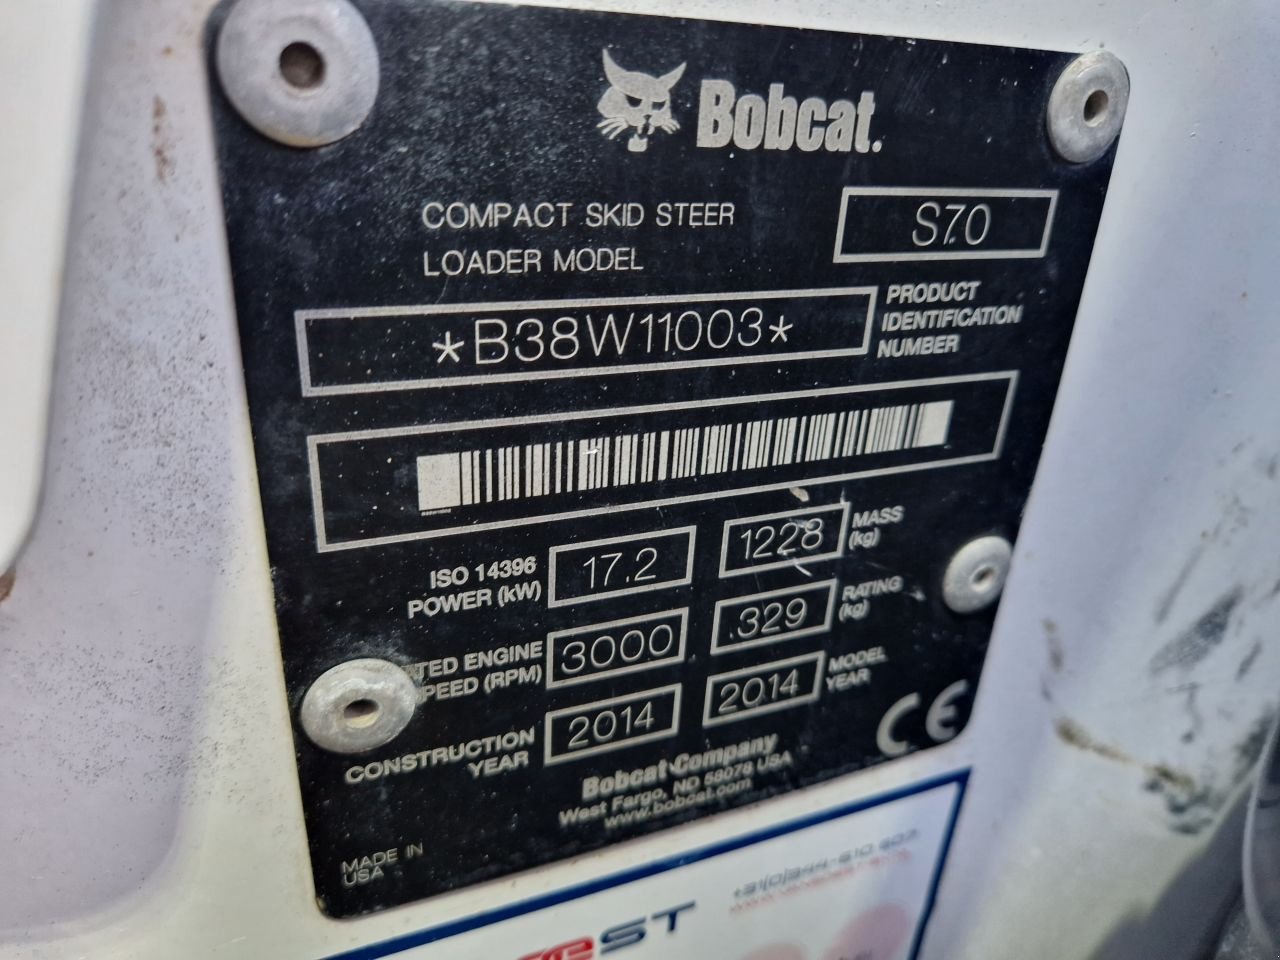 Bobcat.
COMPACT SKID STEER
LOADER MODEL
S70
*B38W11003*
PRODUCT
IDENTIFICATION
NUMBER
ISO 14396
POWER (kW)
17.2
1228
MASS
(kg)
TED ENGINE
PEED (RPM)
3000
.329
RATING
(kg)
CONSTRUCTION
YEAR
2014
2014
MODEL
YEAR
CE
Bobcat Company
West Fargo, ND 58078 USA
www.bobcat.com
MADE IN
USA
ST